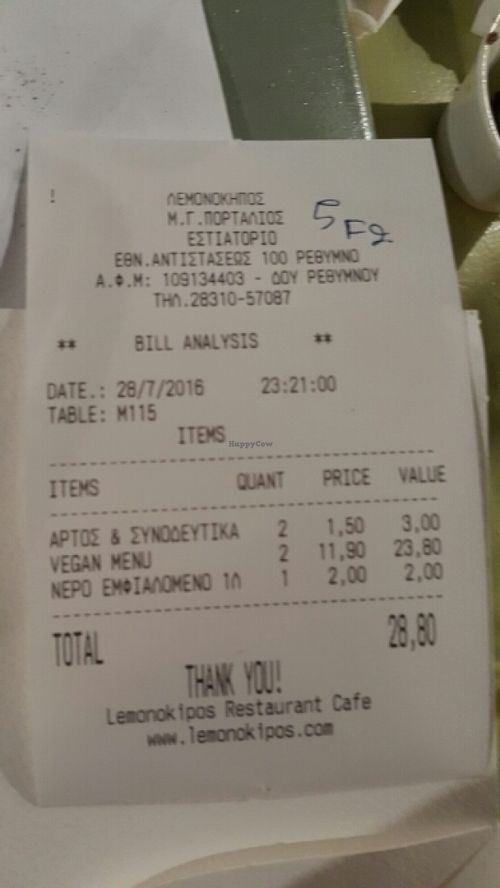 !
ΛΕΜΟΝΟΚΗΠΟΣ
Μ.Γ.ΠΟΡΤΑΛΙΟΣ
ΕΣΤΙΑΤΟΡΙΟ
ΕΘΝ.ΑΝΤΙΣΤΑΣΕΩΣ 100 ΡΕΘΥΜΝΟ
Α.Φ.Μ: 109134403 - ΔΟΥ ΡΕΘΥΜΝΟΥ
ΤΗΛ.28310-57087
5 F2
** BILL ANALYSIS **
DATE.: 28/7/2016 23:21:00
TABLE: M115
ITEMS
ITEMS QUANT PRICE VALUE
ΑΡΤΟΣ & ΣΥΝΟΔΕΥΤΙΚΑ 2 1,50 3,00
VEGAN MENU 2 11,90 23,80
ΝΕΡΟ ΕΜΦΙΑΛΟΜΕΝΟ 1Λ 1 2,00 2,00
TOTAL 28,80
THANK YOU!
Lemonokipos Restaurant Cafe
www.lemonokipos.com
HappyCow